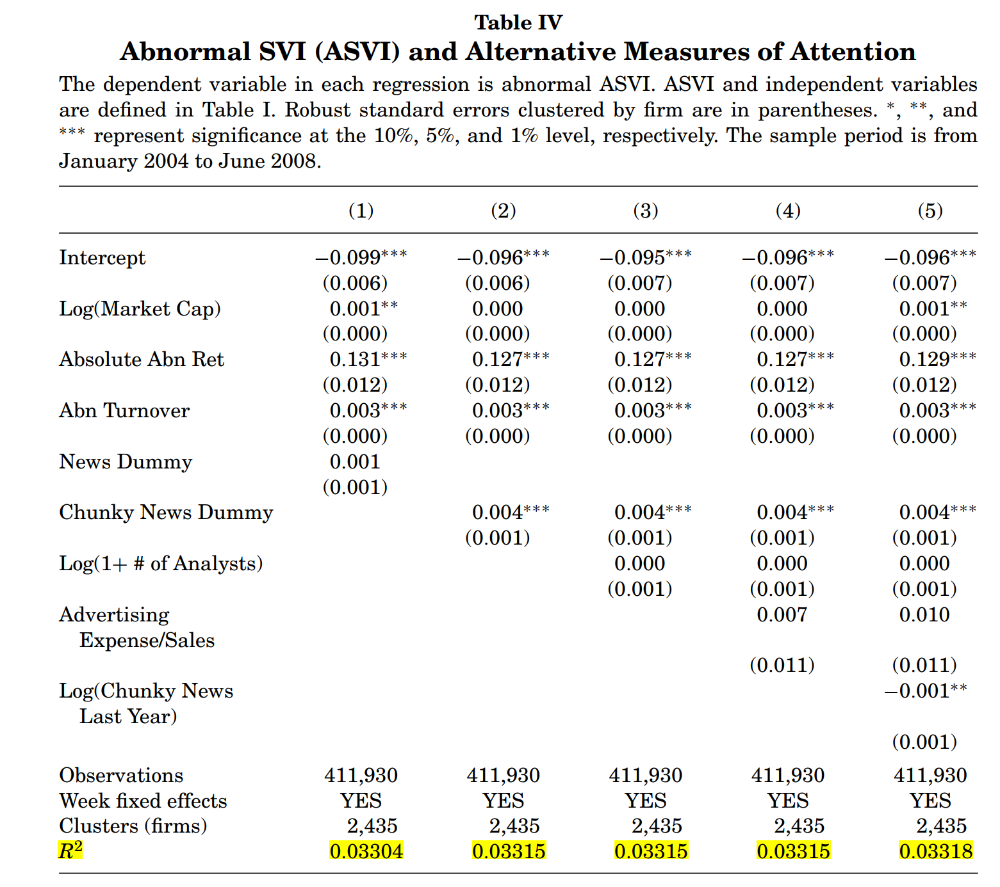 Table IV
Abnormal SVI (ASVI) and Alternative Measures of Attention
The dependent variable in each regression is abnormal ASVI. ASVI and independent variables
are defined in Table I. Robust standard errors clustered by firm are in parentheses. *, **, and
*** represent significance at the 10%, 5%, and 1% level, respectively. The sample period is from
January 2004 to June 2008.
(1) (2) (3) (4) (5)
Intercept −0.099*** −0.096*** −0.095*** −0.096*** −0.096***
(0.006) (0.006) (0.007) (0.007) (0.007)
Log(Market Cap) 0.001** 0.000 0.000 0.000 0.001**
(0.000) (0.000) (0.000) (0.000) (0.000)
Absolute Abn Ret 0.131*** 0.127*** 0.127*** 0.127*** 0.129***
(0.012) (0.012) (0.012) (0.012) (0.012)
Abn Turnover 0.003*** 0.003*** 0.003*** 0.003*** 0.003***
(0.000) (0.000) (0.000) (0.000) (0.000)
News Dummy 0.001
(0.001)
Chunky News Dummy 0.004*** 0.004*** 0.004*** 0.004***
(0.001) (0.001) (0.001) (0.001)
Log(1+ # of Analysts) 0.000 0.000 0.000
(0.001) (0.001) (0.001)
Advertising 0.007 0.010
Expense/Sales
(0.011) (0.011)
Log(Chunky News −0.001**
Last Year)
(0.001)
Observations 411,930 411,930 411,930 411,930 411,930
Week fixed effects YES YES YES YES YES
Clusters (firms) 2,435 2,435 2,435 2,435 2,435
R² 0.03304 0.03315 0.03315 0.03315 0.03318